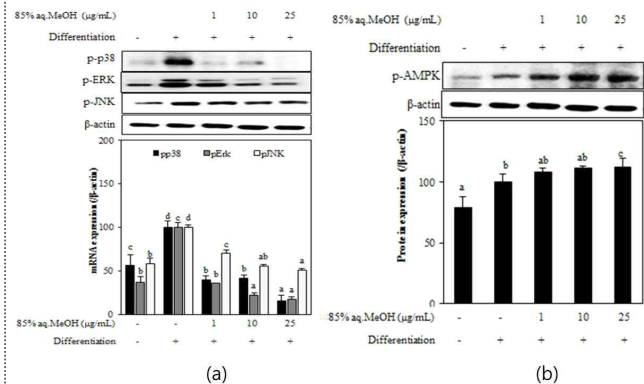 85% aq.MeOH (μg/mL) 1 10 25
Differentiation - + + + +
p-p38
p-ERK
p-JNK
β-actin
200
150
100
50
0
mRNA expression (/β-actin)
pp38 pErk pJNK
c b b
d c d
b b c
b a ab
a a a
85% aq.MeOH (μg/mL) - - 1 10 25
Differentiation - + + + +
(a)
85% aq.MeOH (μg/mL) 1 10 25
Differentiation - + + + +
p-AMPK
β-actin
150
100
50
0
Protein expression (/β-actin)
a b ab ab c
85% aq.MeOH (μg/mL) - - 1 10 25
Differentiation - + + + +
(b)